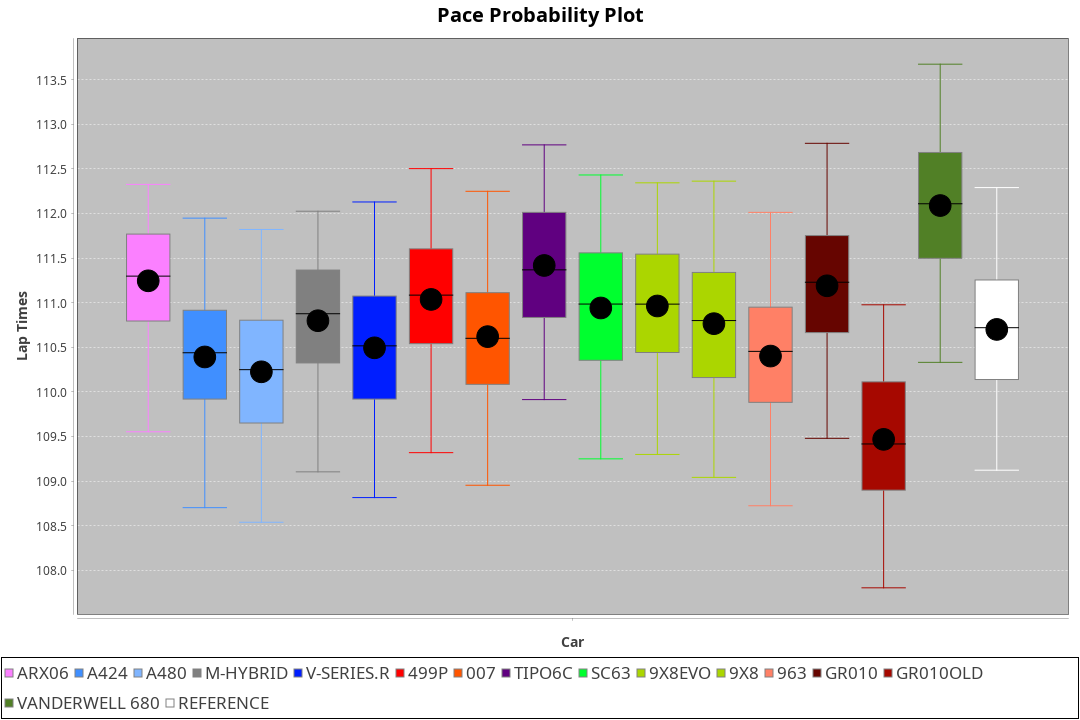 Pace Probability Plot
113.5
113.0
112.5
112.0
111.5
111.0
110.5
110.0
109.5
109.0
108.5
108.0
Lap Times
Car
ARX06 A424 A480 M-HYBRID V-SERIES.R 499P 007 TIPO6C SC63 9X8EVO 9X8 963 GR010 GR010OLD
VANDERWELL 680 REFERENCE